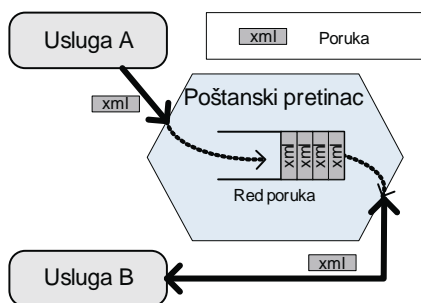 Usluga A
xml
Poruka
xml
Poštanski pretinac
xml
xml
xml
xml
Red poruka
xml
Usluga B